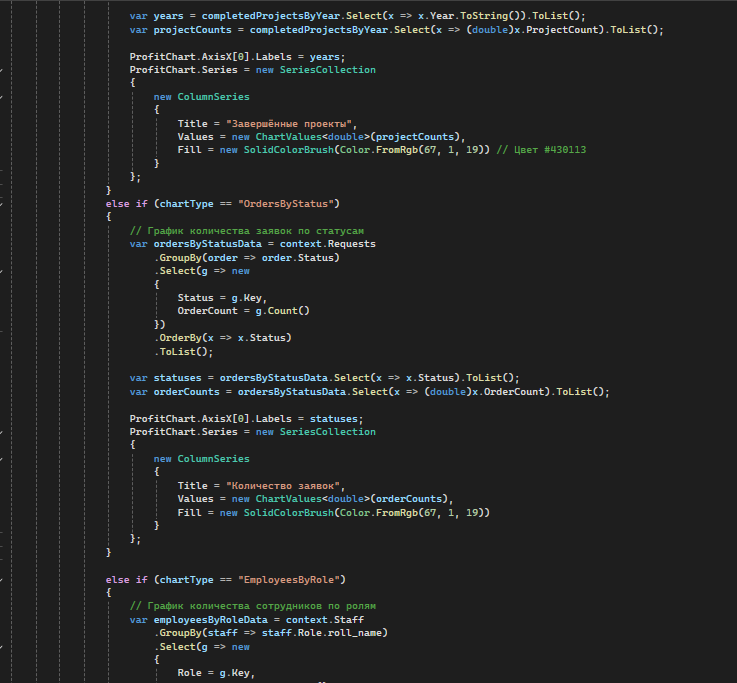 var years = completedProjectsByYear.Select(x => x.Year.ToString()).ToList();
var projectCounts = completedProjectsByYear.Select(x => (double)x.ProjectCount).ToList();
ProfitChart.AxisX[0].Labels = years;
ProfitChart.Series = new SeriesCollection
{
new ColumnSeries
{
Title = "Завершённые проекты",
Values = new ChartValues<double>(projectCounts),
Fill = new SolidColorBrush(Color.FromRgb(67, 1, 19)) // Цвет #430113
}
};
}
else if (chartType == "OrdersByStatus")
{
// График количества заявок по статусам
var ordersByStatusData = context.Requests
.GroupBy(order => order.Status)
.Select(g => new
{
Status = g.Key,
OrderCount = g.Count()
})
.OrderBy(x => x.Status)
.ToList();
var statuses = ordersByStatusData.Select(x => x.Status).ToList();
var orderCounts = ordersByStatusData.Select(x => (double)x.OrderCount).ToList();
ProfitChart.AxisX[0].Labels = statuses;
ProfitChart.Series = new SeriesCollection
{
new ColumnSeries
{
Title = "Количество заявок",
Values = new ChartValues<double>(orderCounts),
Fill = new SolidColorBrush(Color.FromRgb(67, 1, 19))
}
};
}
else if (chartType == "EmployeesByRole")
{
// График количества сотрудников по ролям
var employeesByRoleData = context.Staff
.GroupBy(staff => staff.Role.roll_name)
.Select(g => new
{
Role = g.Key,